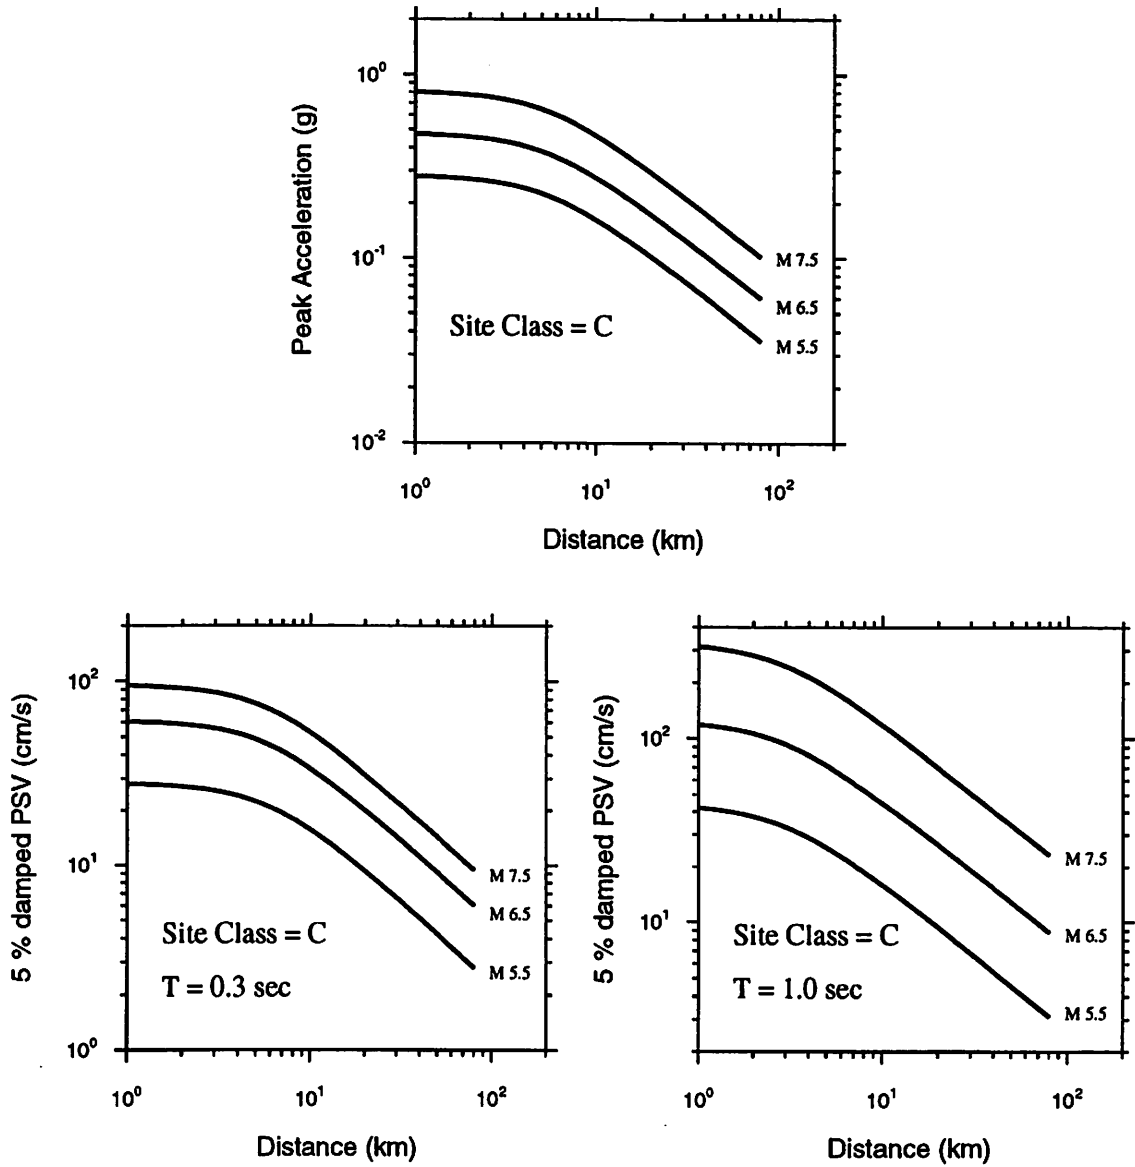 Peak Acceleration (g)
10⁰
10⁻¹
10⁻²
M 7.5
M 6.5
M 5.5
Site Class = C
10⁰ 10¹ 10²
Distance (km)
5 % damped PSV (cm/s)
10²
10¹
10⁰
M 7.5
M 6.5
M 5.5
Site Class = C
T = 0.3 sec
10⁰ 10¹ 10²
Distance (km)
5 % damped PSV (cm/s)
10²
10¹
M 7.5
M 6.5
M 5.5
Site Class = C
T = 1.0 sec
10⁰ 10¹ 10²
Distance (km)